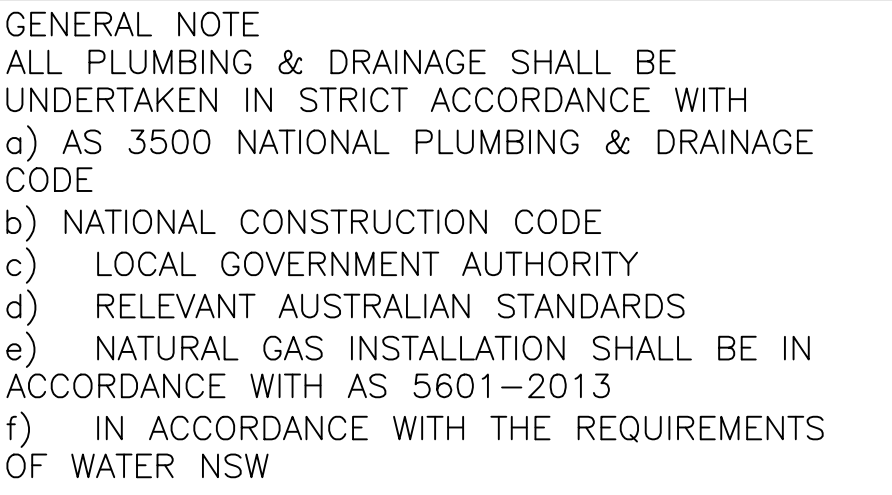 GENERAL NOTE
ALL PLUMBING & DRAINAGE SHALL BE
UNDERTAKEN IN STRICT ACCORDANCE WITH
a) AS 3500 NATIONAL PLUMBING & DRAINAGE
CODE
b) NATIONAL CONSTRUCTION CODE
c) LOCAL GOVERNMENT AUTHORITY
d) RELEVANT AUSTRALIAN STANDARDS
e) NATURAL GAS INSTALLATION SHALL BE IN
ACCORDANCE WITH AS 5601-2013
f) IN ACCORDANCE WITH THE REQUIREMENTS
OF WATER NSW